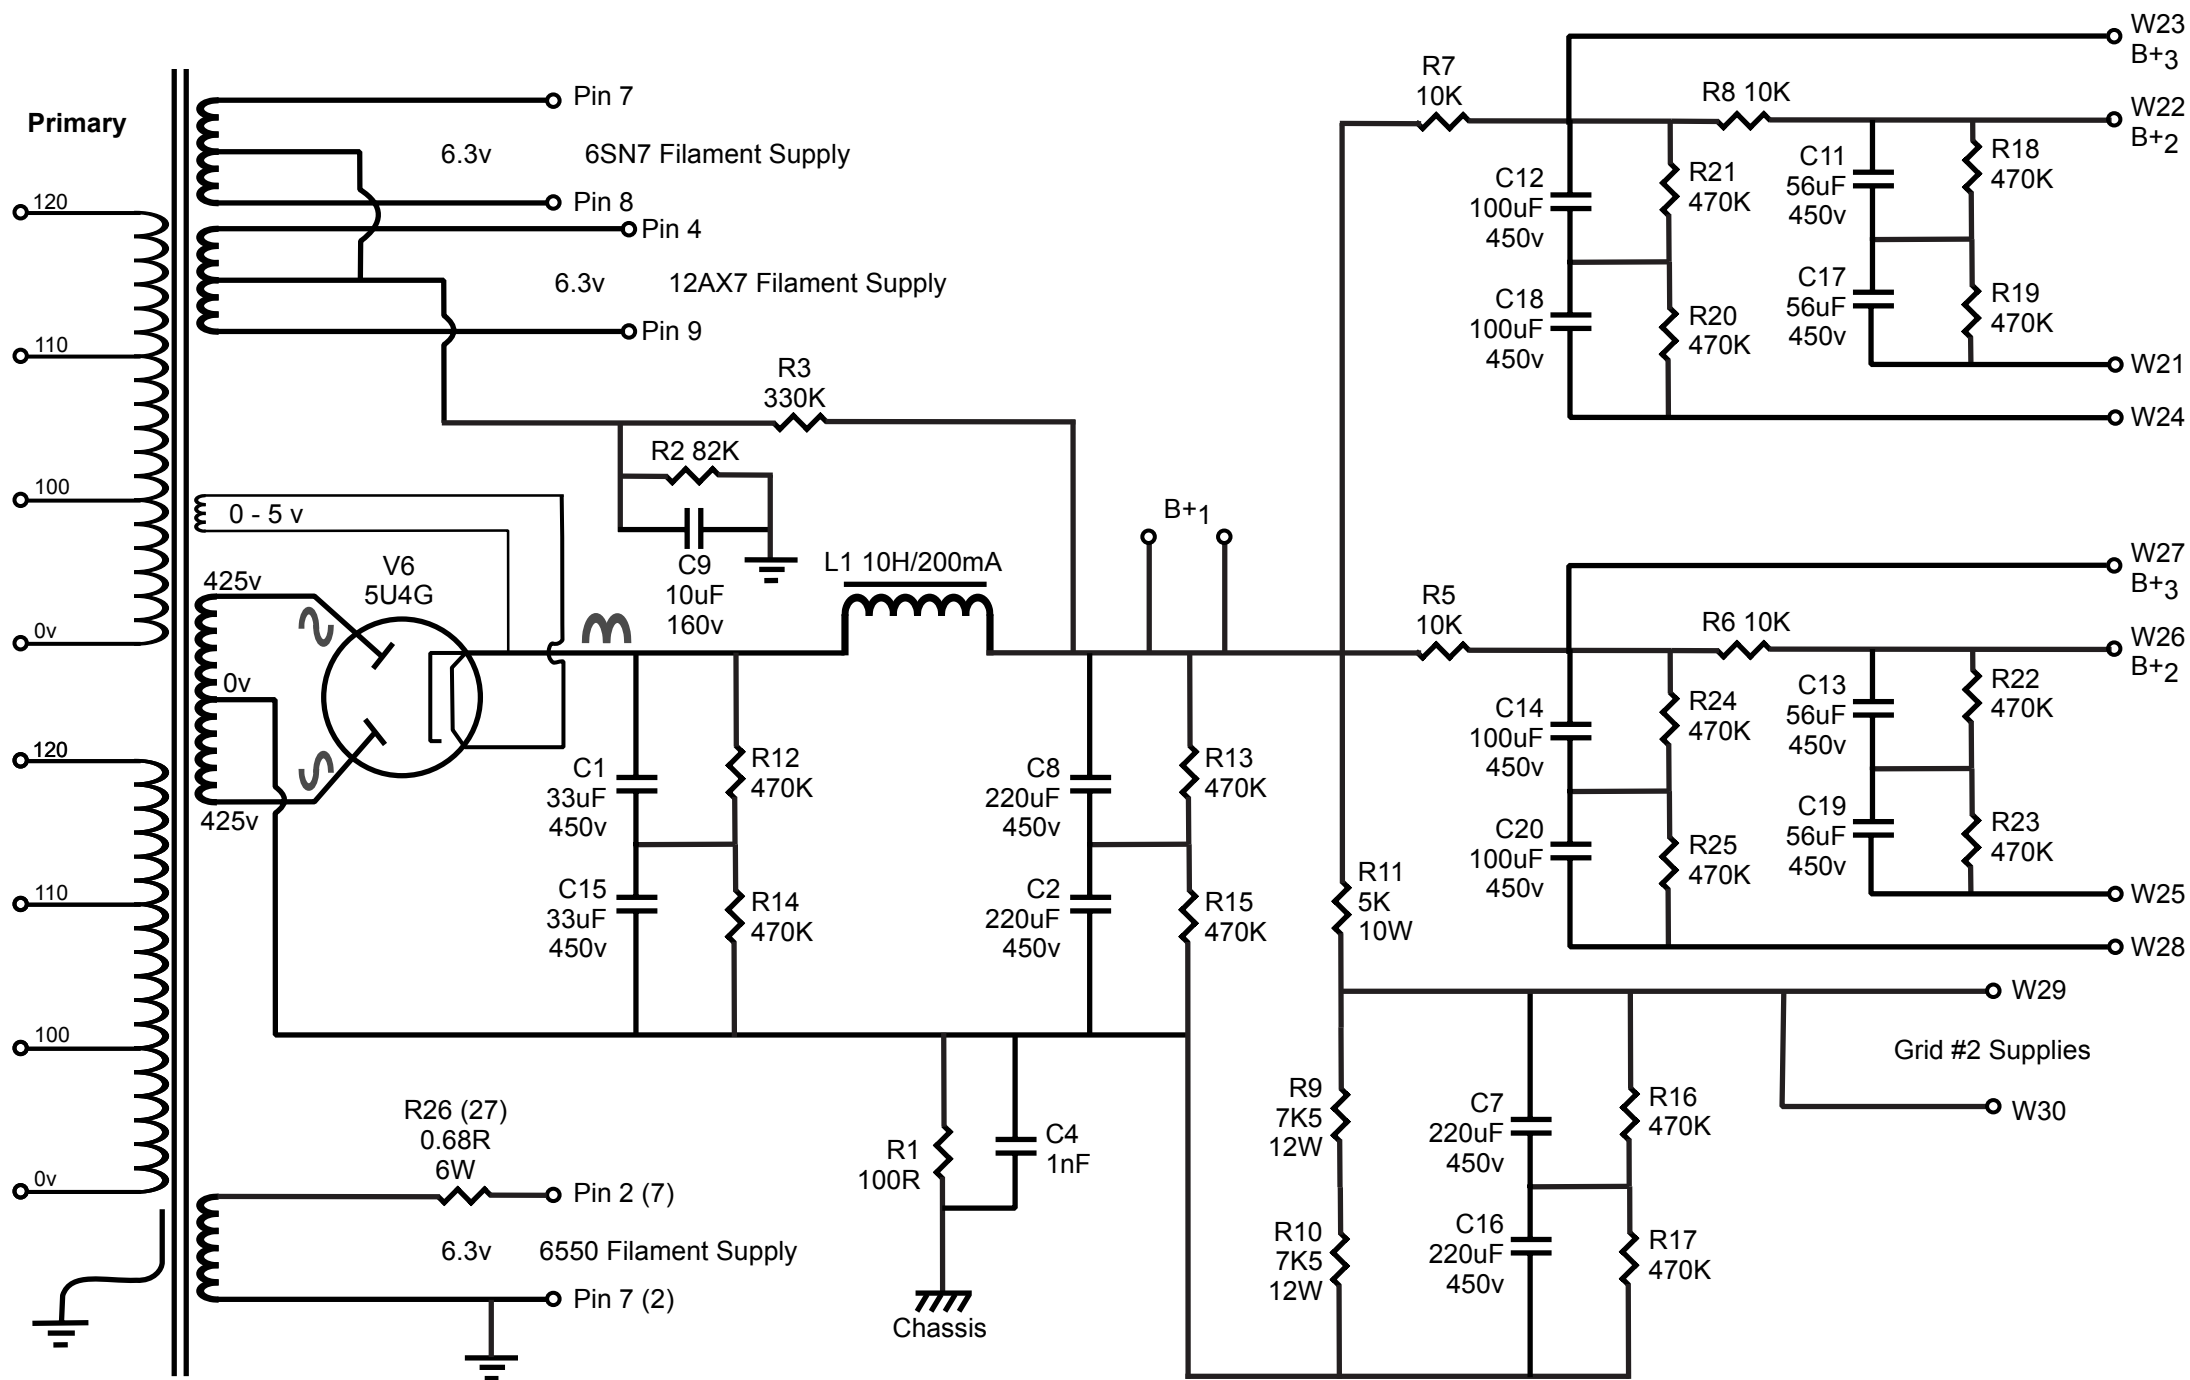 Primary
120
110
100
0v
120
110
100
0v
Pin 7
6.3v 6SN7 Filament Supply
Pin 8
Pin 4
6.3v 12AX7 Filament Supply
Pin 9
R3
330K
R2 82K
C9
10uF
160v
0 - 5 v
425v
0v
425v
V6
5U4G
L1 10H/200mA
B+1
C1
33uF
450v
R12
470K
C15
33uF
450v
R14
470K
C8
220uF
450v
R13
470K
C2
220uF
450v
R15
470K
R26 (27)
0.68R
6W
Pin 2 (7)
6.3v 6550 Filament Supply
Pin 7 (2)
R1
100R
C4
1nF
Chassis
R7
10K
R8 10K
W23
B+3
W22
B+2
C12
100uF
450v
R21
470K
C11
56uF
450v
R18
470K
C18
100uF
450v
R20
470K
C17
56uF
450v
R19
470K
W21
W24
R5
10K
R6 10K
W27
B+3
W26
B+2
C14
100uF
450v
R24
470K
C13
56uF
450v
R22
470K
C20
100uF
450v
R25
470K
C19
56uF
450v
R23
470K
W25
W28
R11
5K
10W
W29
Grid #2 Supplies
W30
R9
7K5
12W
C7
220uF
450v
R16
470K
R10
7K5
12W
C16
220uF
450v
R17
470K